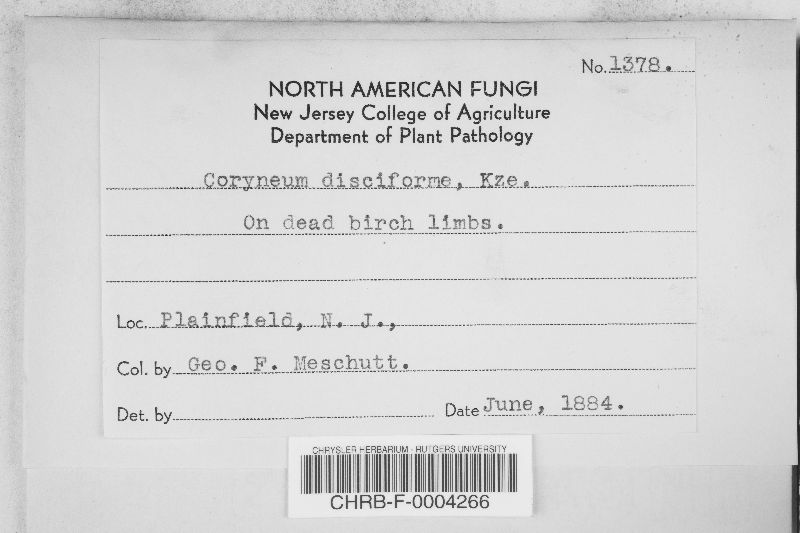 No. 1378.
NORTH AMERICAN FUNGI
New Jersey College of Agriculture
Department of Plant Pathology
Coryneum disciforme, Kze.
On dead birch limbs.
Loc. Plainfield, N. J.,
Col. by Geo. F. Meschutt.
Det. by
Date June, 1884.
CHRYSLER HERBARIUM - RUTGERS UNIVERSITY
CHRB-F-0004266